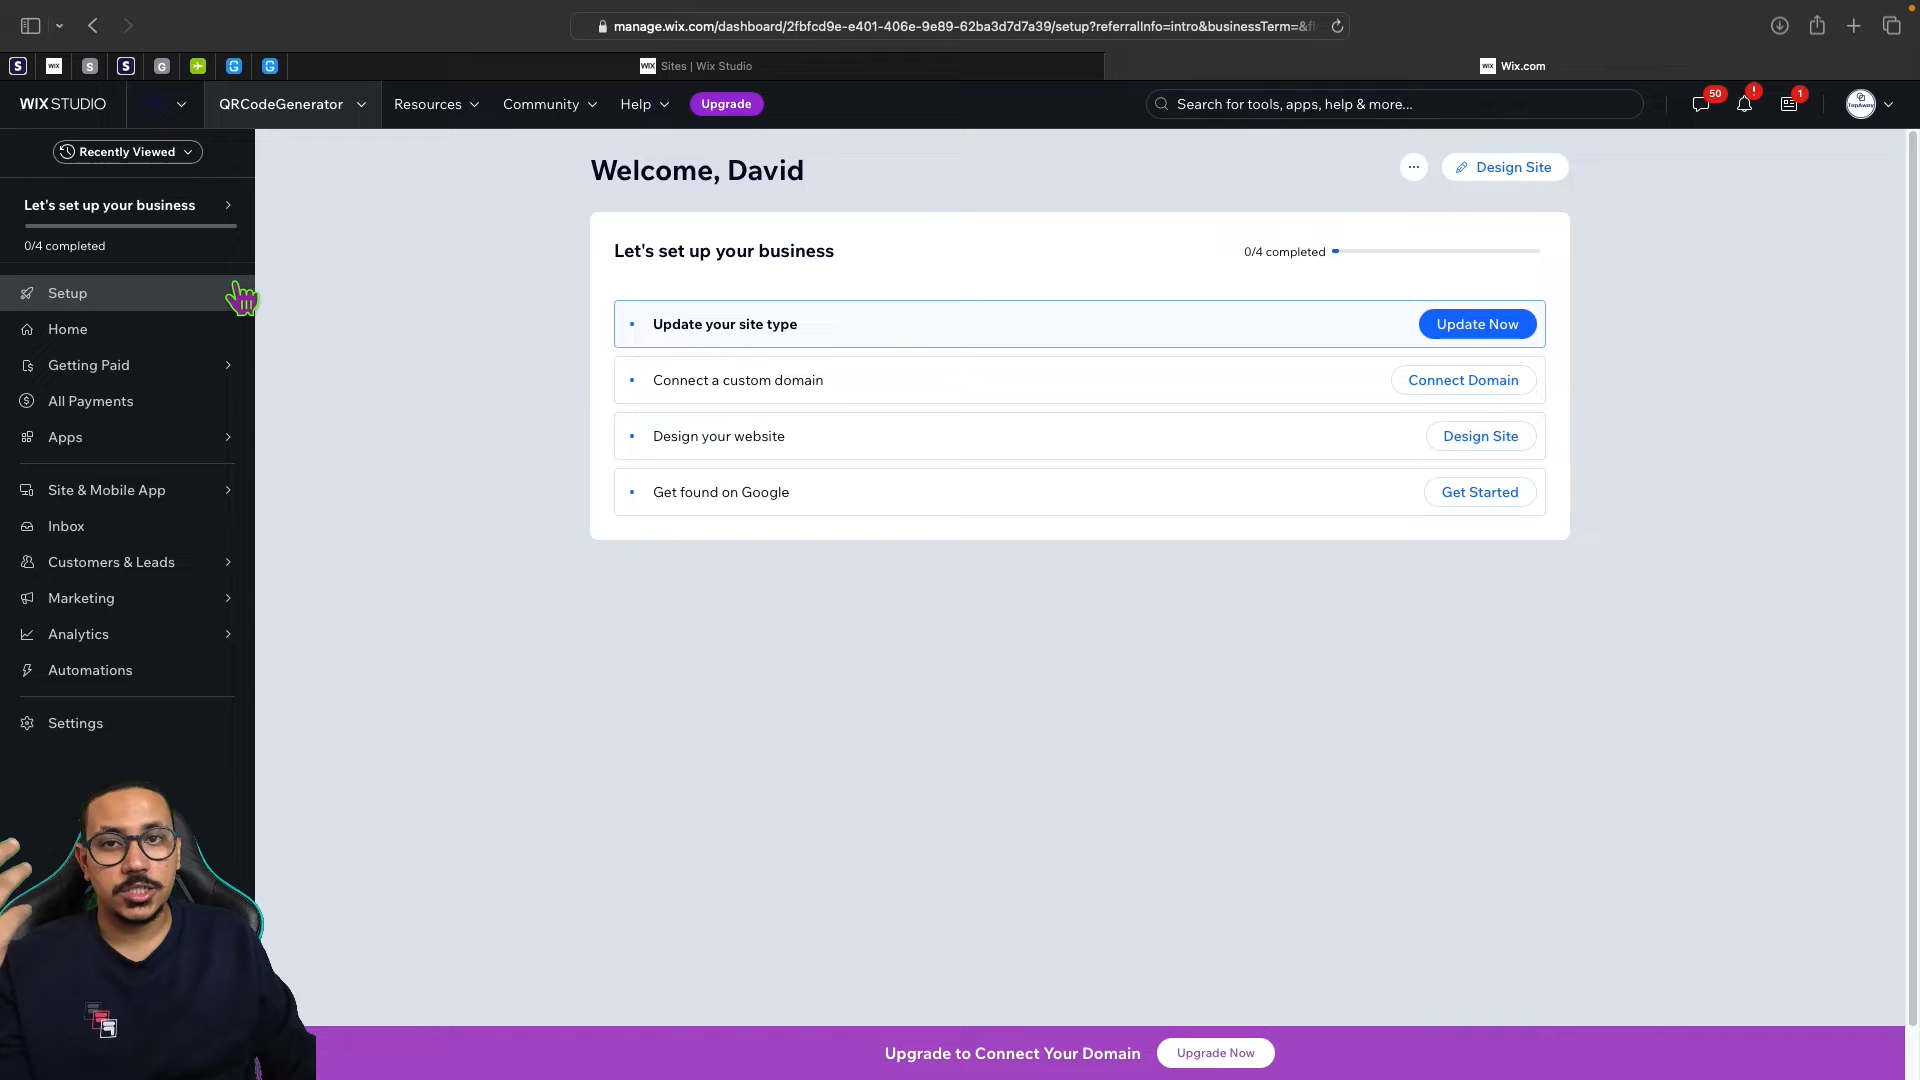 manage.wix.com/dashboard/2fbfcd9e-e401-406e-9e89-62ba3d7d7a39/setup?referralInfo=intro&businessTerm=&fl
S
WIX
S
S
G
G
G
WIX Sites | Wix Studio
WIX Wix.com
WIX STUDIO
QRCodeGenerator
Resources
Community
Help
Upgrade
Search for tools, apps, help & more...
50
!
1
TapAway
Recently Viewed
Let's set up your business
0/4 completed
Setup
Home
Getting Paid
All Payments
Apps
Site & Mobile App
Inbox
Customers & Leads
Marketing
Analytics
Automations
Settings
Welcome, David
...
Design Site
Let's set up your business
0/4 completed
Update your site type
Update Now
Connect a custom domain
Connect Domain
Design your website
Design Site
Get found on Google
Get Started
Upgrade to Connect Your Domain
Upgrade Now